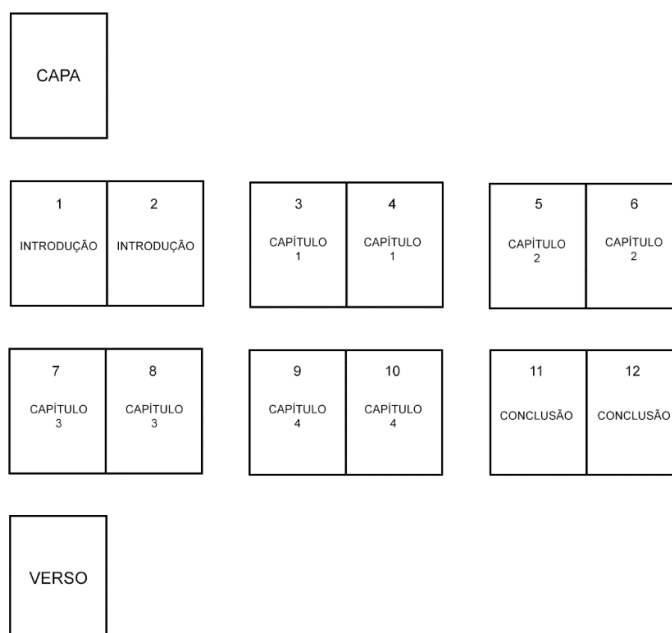 CAPA
1 2
INTRODUÇÃO INTRODUÇÃO
3 4
CAPÍTULO CAPÍTULO
1 1
5 6
CAPÍTULO CAPÍTULO
2 2
7 8
CAPÍTULO CAPÍTULO
3 3
9 10
CAPÍTULO CAPÍTULO
4 4
11 12
CONCLUSÃO CONCLUSÃO
VERSO